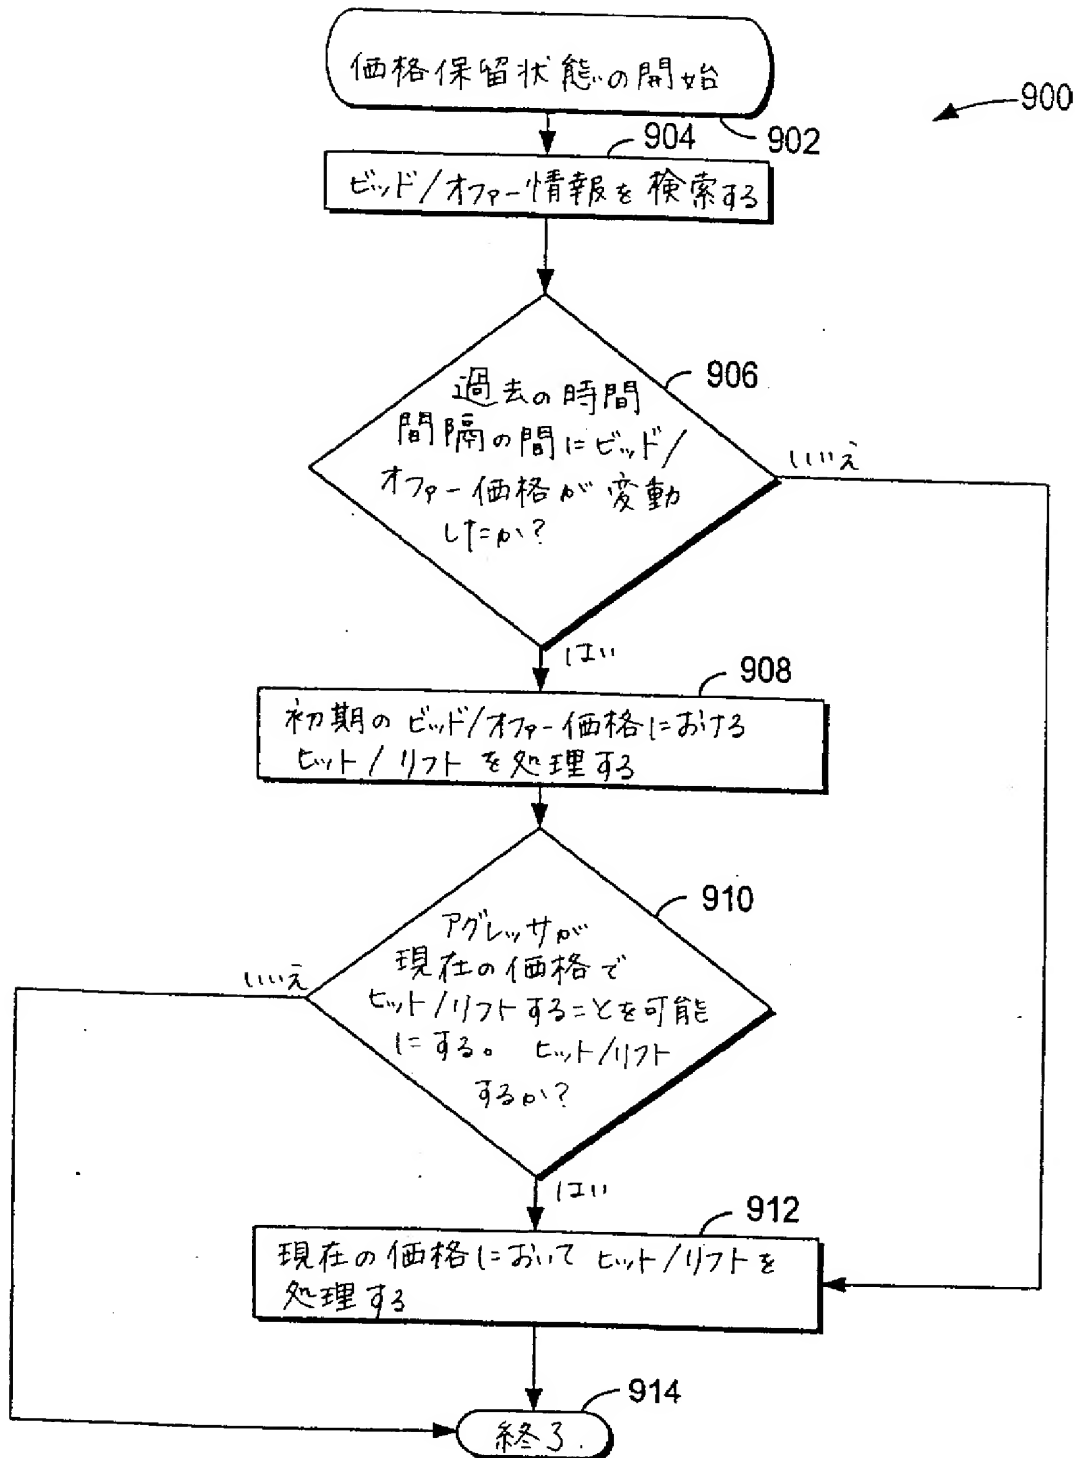 価格保留状態の開始
900
902
904
ビッド/オファー情報を検索する
906
過去の時間
間隔の間にビッド/
オファー価格が変動
したか?
いいえ
はい
908
初期のビッド/オファー価格における
ヒット/リフトを処理する
910
アグレッサが
現在の価格で
ヒット/リフトすることを可能
にする。ヒット/リフト
するか?
いいえ
はい
912
現在の価格においてヒット/リフトを
処理する
914
終了.